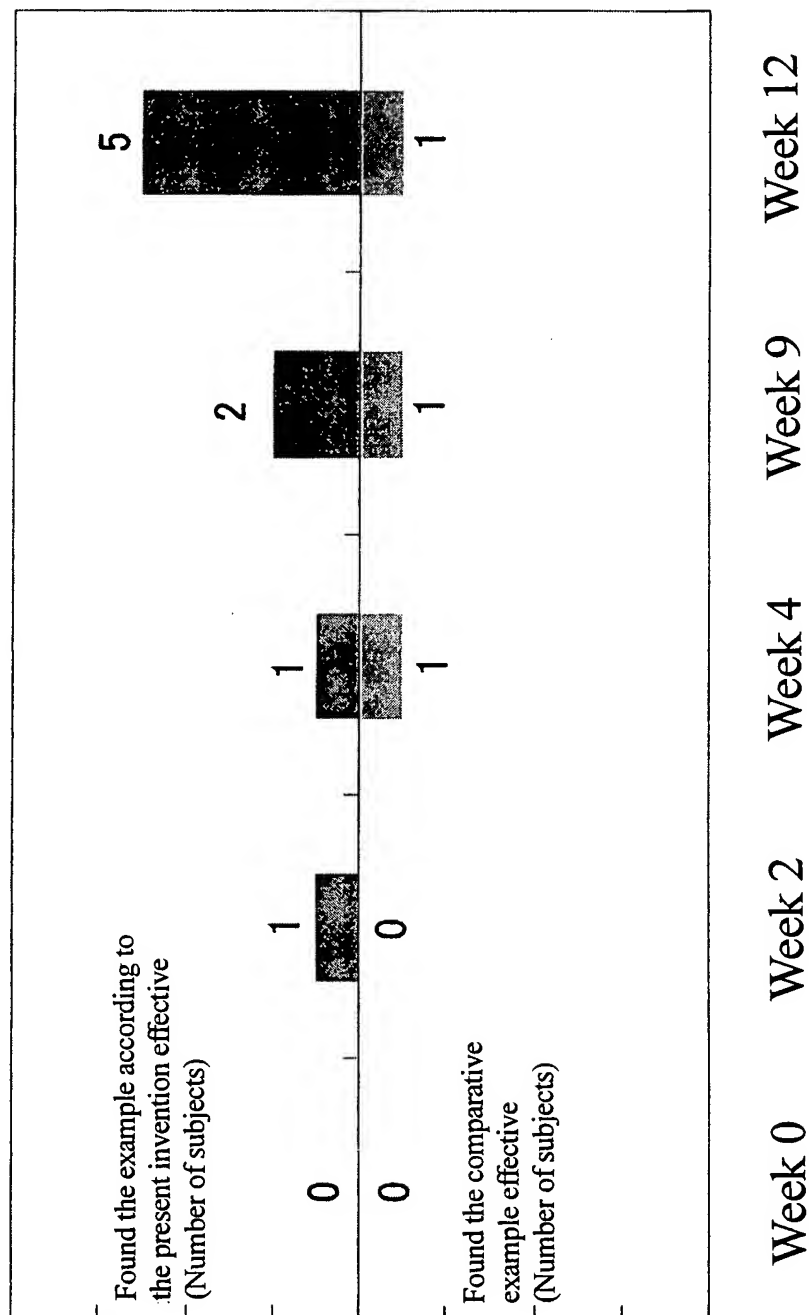 Found the example according to
the present invention effective
(Number of subjects)
0
1
1
2
5
0
0
1
1
1
Found the comparative
example effective
(Number of subjects)
Week 0
Week 2
Week 4
Week 9
Week 12